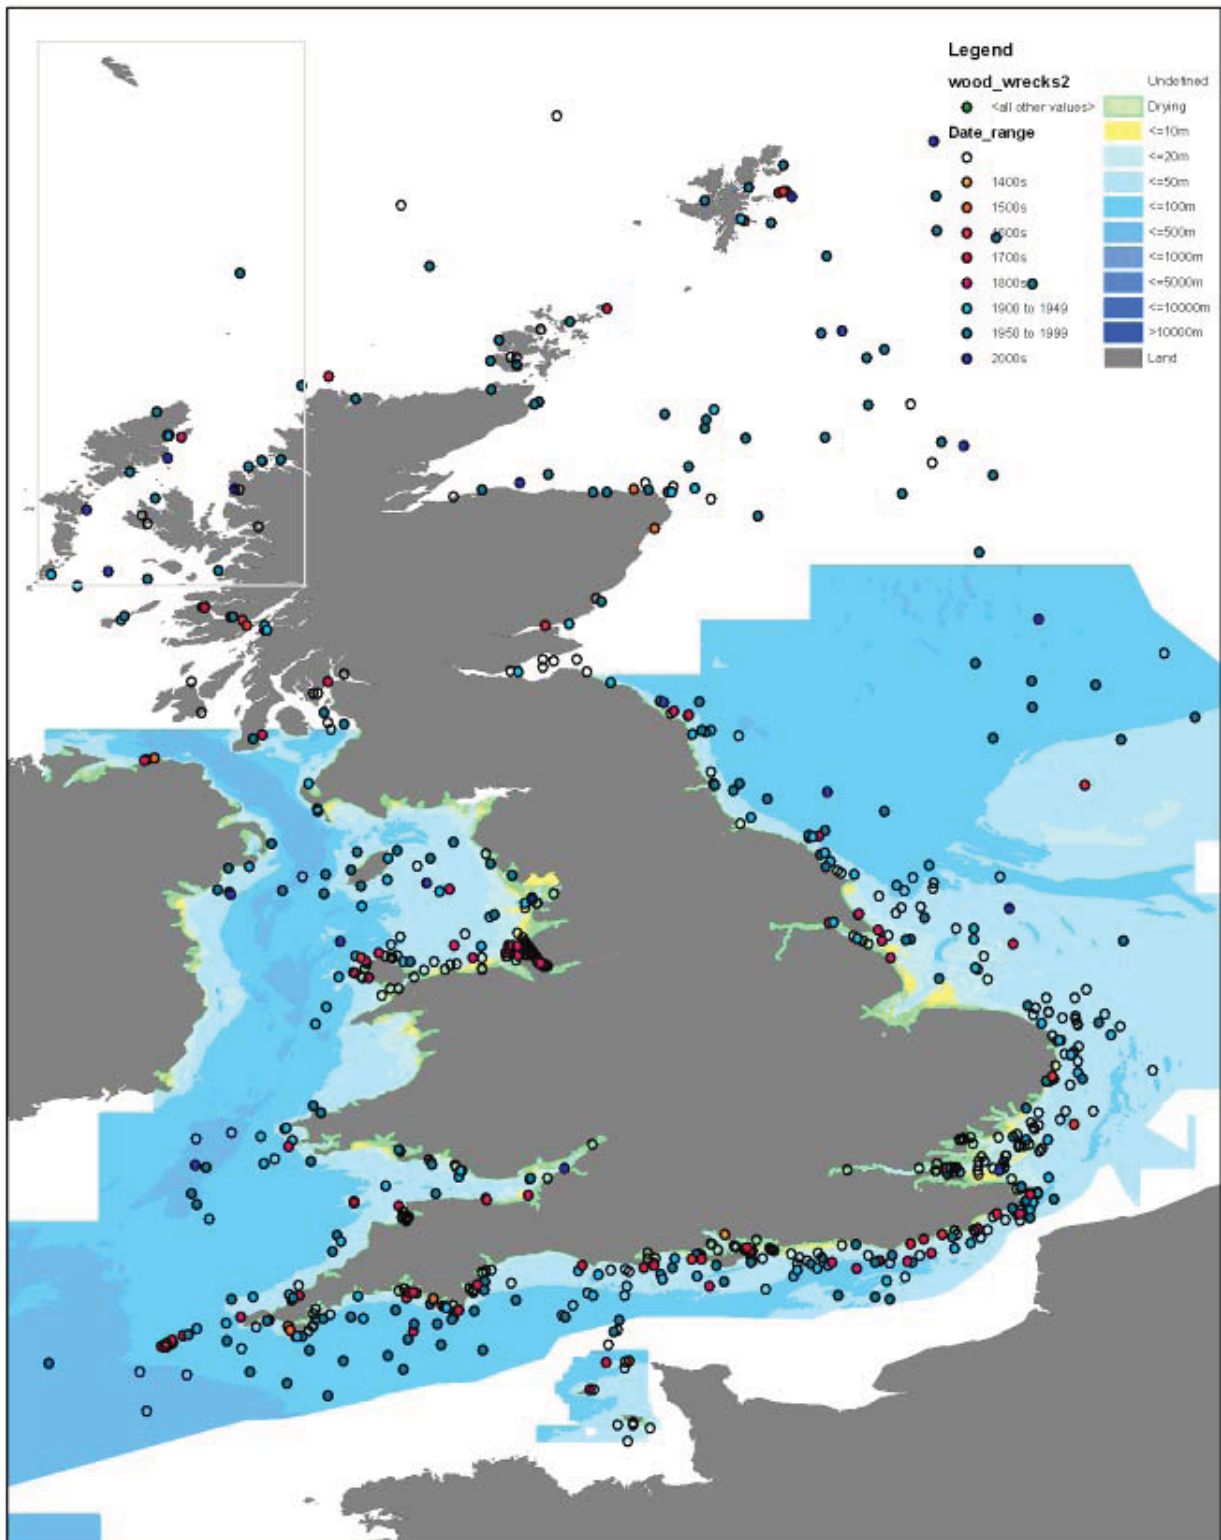 Legend
wood_wrecks2
<all other values>
Date_range
1400s
1500s
1600s
1700s
1800s
1900 to 1949
1950 to 1999
2000s
Undefined
Drying
<=10m
<=20m
<=50m
<=100m
<=500m
<=1000m
<=5000m
<=10000m
>10000m
Land